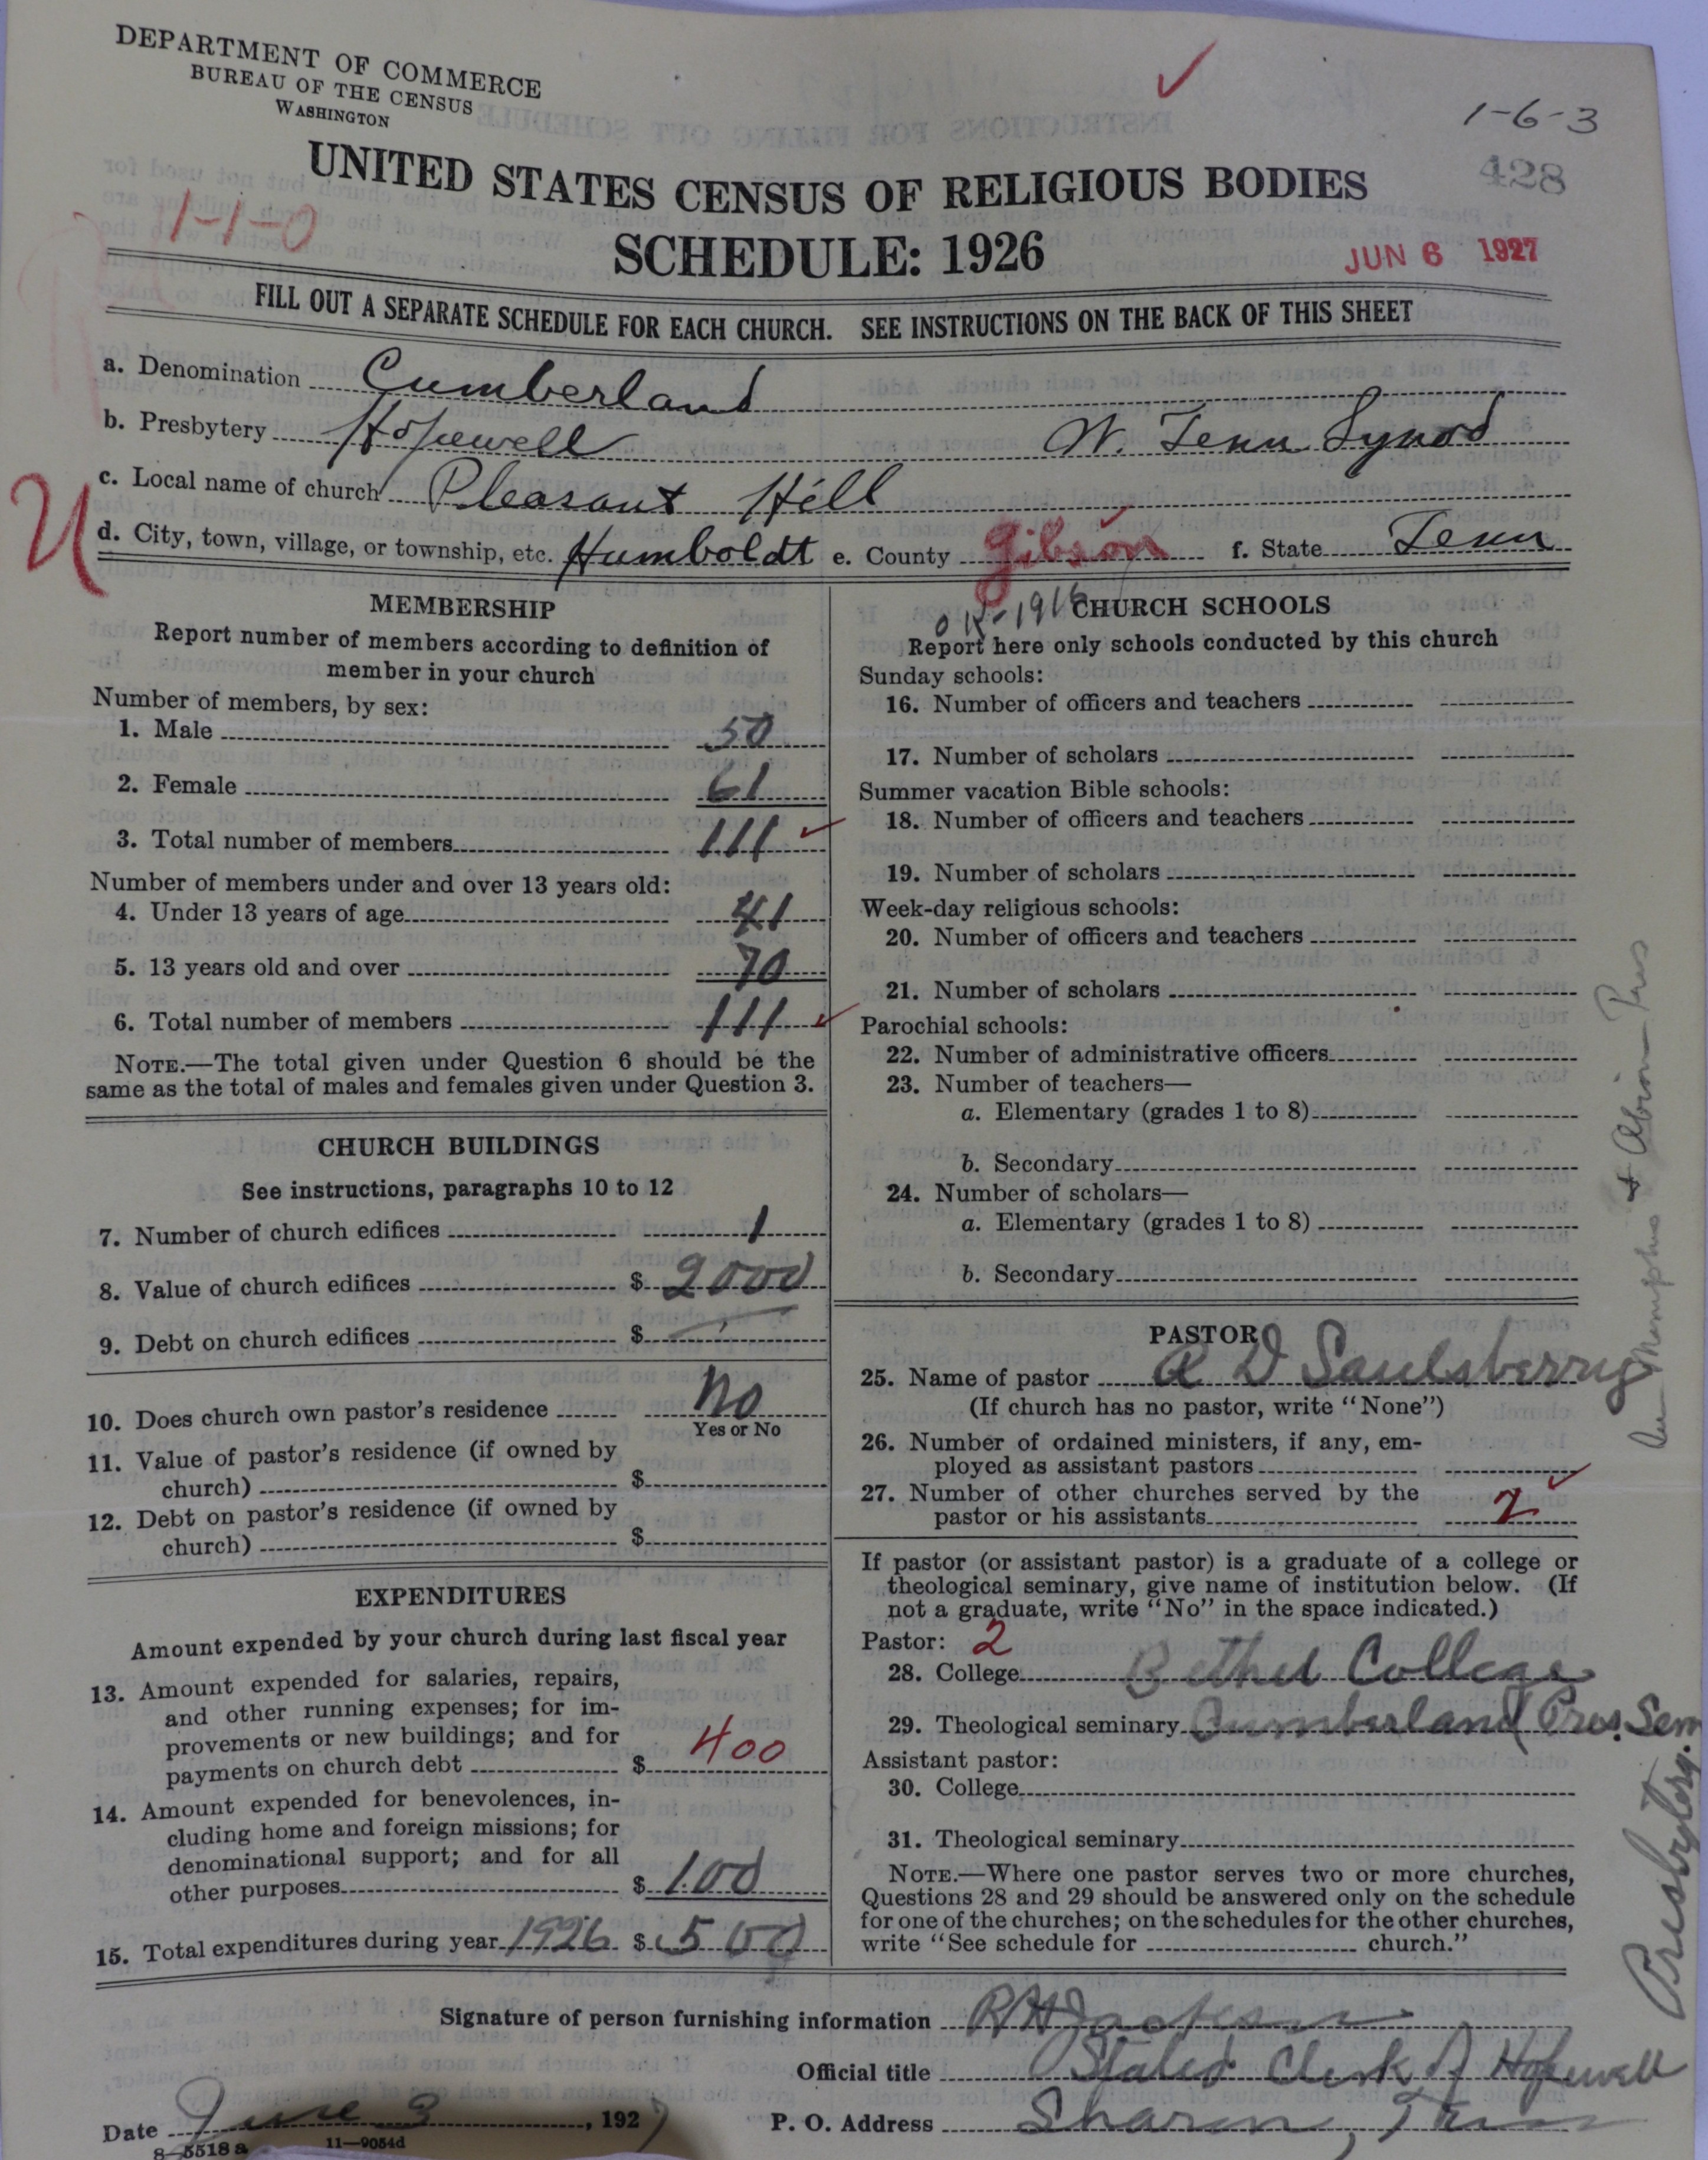 DEPARTMENT OF COMMERCE
BUREAU OF THE CENSUS
WASHINGTON
1-6-3
428
UNITED STATES CENSUS OF RELIGIOUS BODIES
1-1-0
SCHEDULE: 1926
JUN 6 1927
FILL OUT A SEPARATE SCHEDULE FOR EACH CHURCH. SEE INSTRUCTIONS ON THE BACK OF THIS SHEET
a. Denomination Cumberland
b. Presbytery Hopewell W. Tenn Synod
c. Local name of church Pleasant Hill
d. City, town, village, or township, etc. Humboldt e. County Gibson f. State Tenn
MEMBERSHIP
Report number of members according to definition of
member in your church
Number of members, by sex:
1. Male 50
2. Female 61
3. Total number of members 111
Number of members under and over 13 years old:
4. Under 13 years of age 41
5. 13 years old and over 70
6. Total number of members 111
NOTE.—The total given under Question 6 should be the
same as the total of males and females given under Question 3.
CHURCH BUILDINGS
See instructions, paragraphs 10 to 12
7. Number of church edifices 1
8. Value of church edifices $ 2000
9. Debt on church edifices $
10. Does church own pastor's residence No
Yes or No
11. Value of pastor's residence (if owned by
church) $
12. Debt on pastor's residence (if owned by
church) $
EXPENDITURES
Amount expended by your church during last fiscal year
13. Amount expended for salaries, repairs,
and other running expenses; for im-
provements or new buildings; and for
payments on church debt $ 400
14. Amount expended for benevolences, in-
cluding home and foreign missions; for
denominational support; and for all
other purposes $ 100
15. Total expenditures during year 1926 $ 500
OK-1916
CHURCH SCHOOLS
Report here only schools conducted by this church
Sunday schools:
16. Number of officers and teachers
17. Number of scholars
Summer vacation Bible schools:
18. Number of officers and teachers
19. Number of scholars
Week-day religious schools:
20. Number of officers and teachers
21. Number of scholars
Parochial schools:
22. Number of administrative officers
23. Number of teachers—
a. Elementary (grades 1 to 8)
b. Secondary
24. Number of scholars—
a. Elementary (grades 1 to 8)
b. Secondary
PASTOR
25. Name of pastor R D Saulsberry
(If church has no pastor, write "None")
26. Number of ordained ministers, if any, em-
ployed as assistant pastors
27. Number of other churches served by the
pastor or his assistants 2
If pastor (or assistant pastor) is a graduate of a college or
theological seminary, give name of institution below. (If
not a graduate, write "No" in the space indicated.)
Pastor: 2
28. College Bethel College
29. Theological seminary Cumberland Pres. Sem
Assistant pastor:
30. College
31. Theological seminary
NOTE.—Where one pastor serves two or more churches,
Questions 28 and 29 should be answered only on the schedule
for one of the churches; on the schedules for the other churches,
write "See schedule for church."
Signature of person furnishing information R H Jackson
Official title Stated Clerk of Hopewell Presbytery.
Date June 3, 1927 P. O. Address Sharon, Tenn
8—5518 a 11—9054d
Memphis &